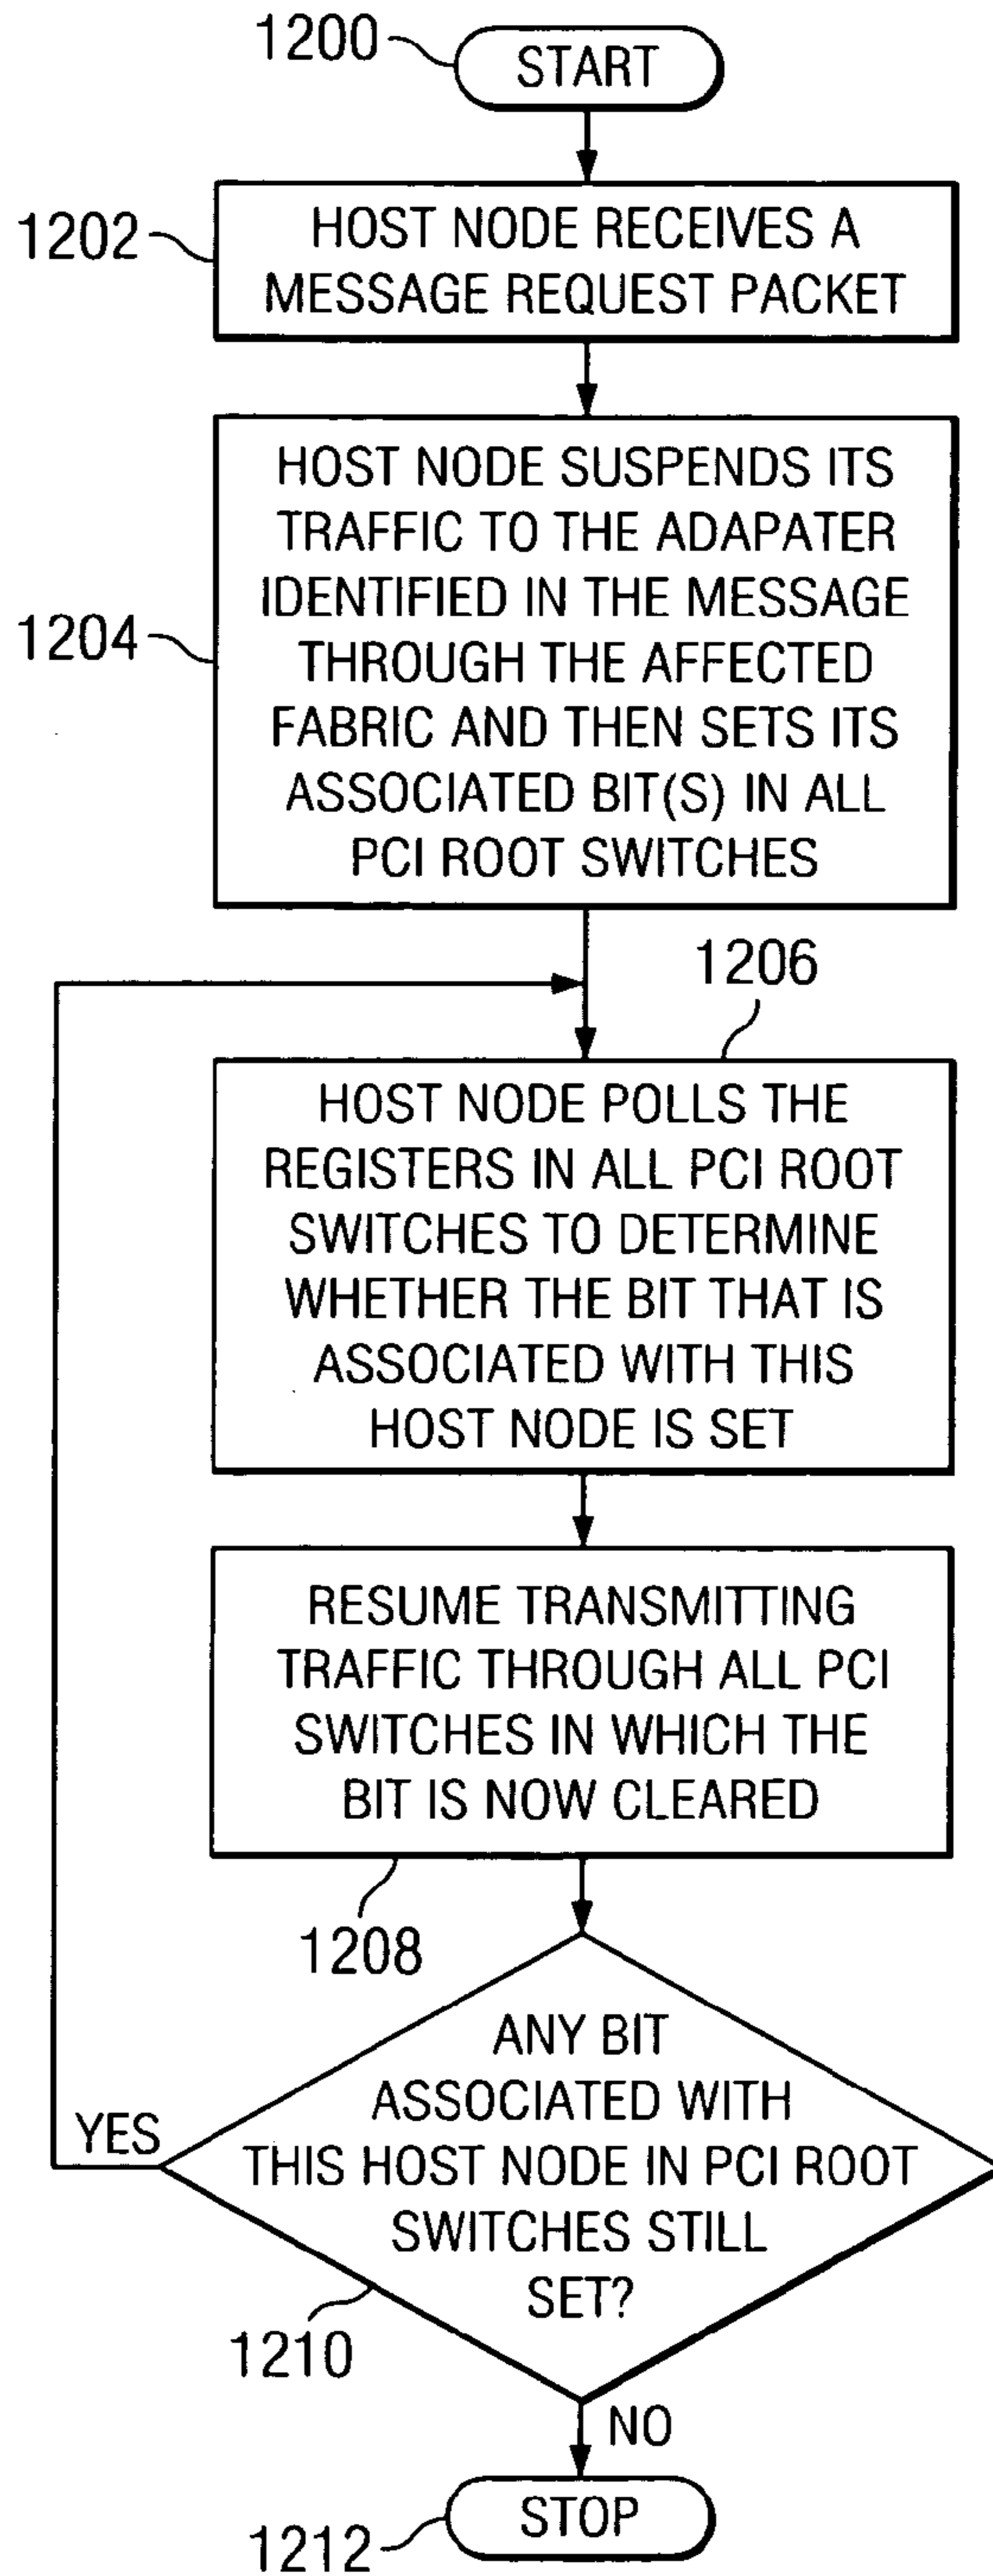 1200
START
1202
HOST NODE RECEIVES A
MESSAGE REQUEST PACKET
1204
HOST NODE SUSPENDS ITS
TRAFFIC TO THE ADAPATER
IDENTIFIED IN THE MESSAGE
THROUGH THE AFFECTED
FABRIC AND THEN SETS ITS
ASSOCIATED BIT(S) IN ALL
PCI ROOT SWITCHES
1206
HOST NODE POLLS THE
REGISTERS IN ALL PCI ROOT
SWITCHES TO DETERMINE
WHETHER THE BIT THAT IS
ASSOCIATED WITH THIS
HOST NODE IS SET
RESUME TRANSMITTING
TRAFFIC THROUGH ALL PCI
SWITCHES IN WHICH THE
BIT IS NOW CLEARED
1208
ANY BIT
ASSOCIATED WITH
THIS HOST NODE IN PCI ROOT
SWITCHES STILL
SET?
YES
1210
NO
STOP
1212